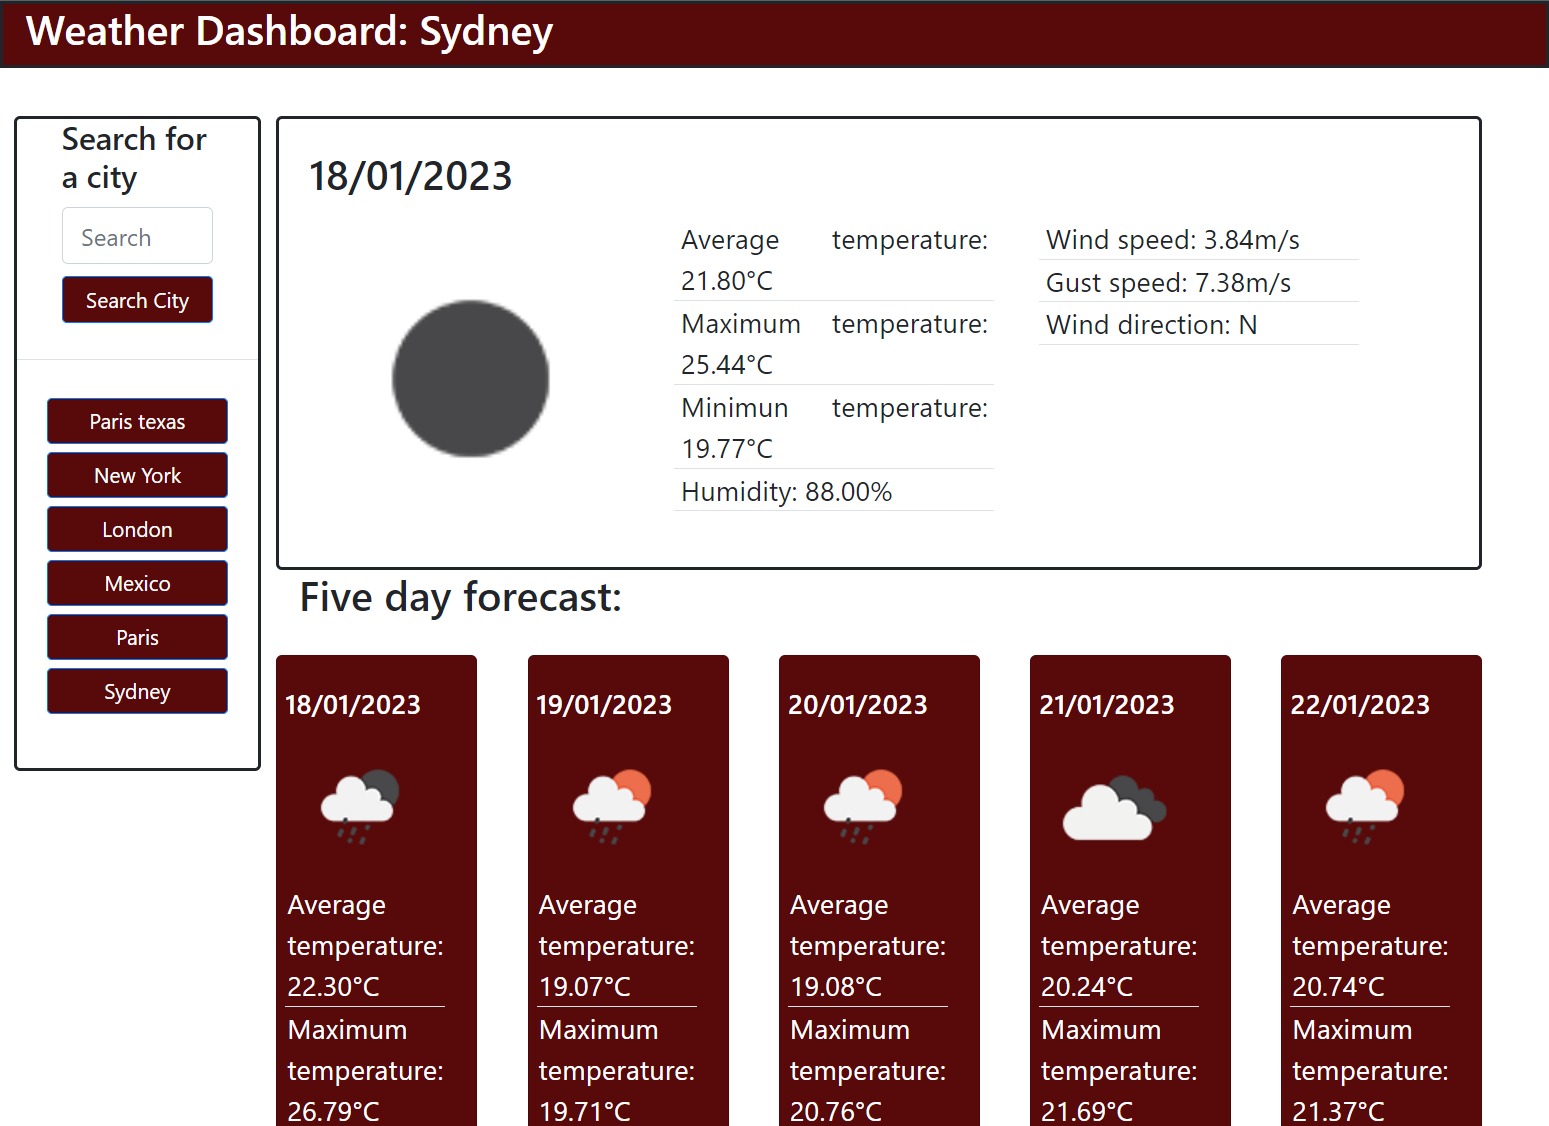 Weather Dashboard: Sydney
Search for
a city
Search
Search City
Paris texas
New York
London
Mexico
Paris
Sydney
18/01/2023
Average temperature:
21.80°C
Maximum temperature:
25.44°C
Minimun temperature:
19.77°C
Humidity: 88.00%
Wind speed: 3.84m/s
Gust speed: 7.38m/s
Wind direction: N
Five day forecast:
18/01/2023
Average
temperature:
22.30°C
Maximum
temperature:
26.79°C
19/01/2023
Average
temperature:
19.07°C
Maximum
temperature:
19.71°C
20/01/2023
Average
temperature:
19.08°C
Maximum
temperature:
20.76°C
21/01/2023
Average
temperature:
20.24°C
Maximum
temperature:
21.69°C
22/01/2023
Average
temperature:
20.74°C
Maximum
temperature:
21.37°C